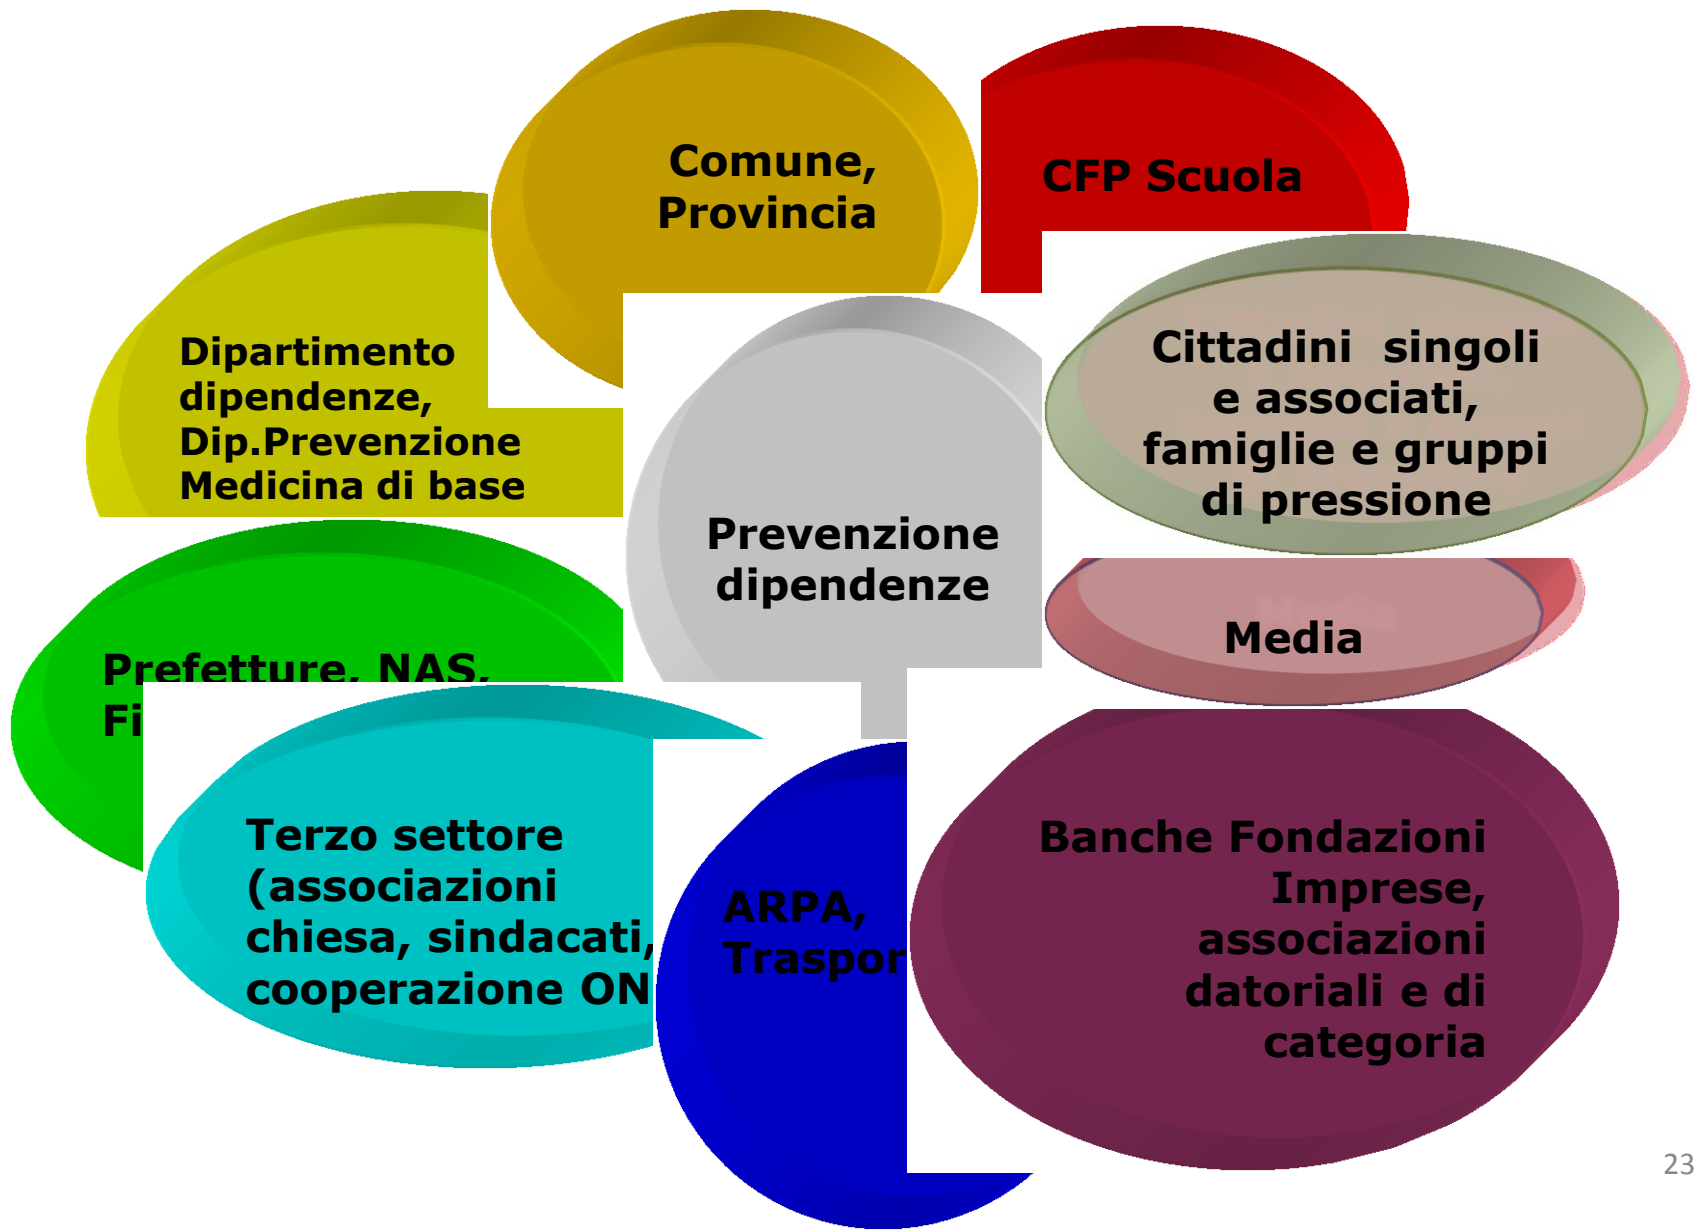 Comune,
Provincia
CFP Scuola
Dipartimento
dipendenze,
Dip.Prevenzione
Medicina di base
Cittadini singoli
e associati,
famiglie e gruppi
di pressione
Prevenzione
dipendenze
Media
Prefetture, NAS,
Terzo settore
(associazioni
chiesa, sindacati,
cooperazione
ARPA,
Banche Fondazioni
Imprese,
associazioni
datoriali e di
categoria
23